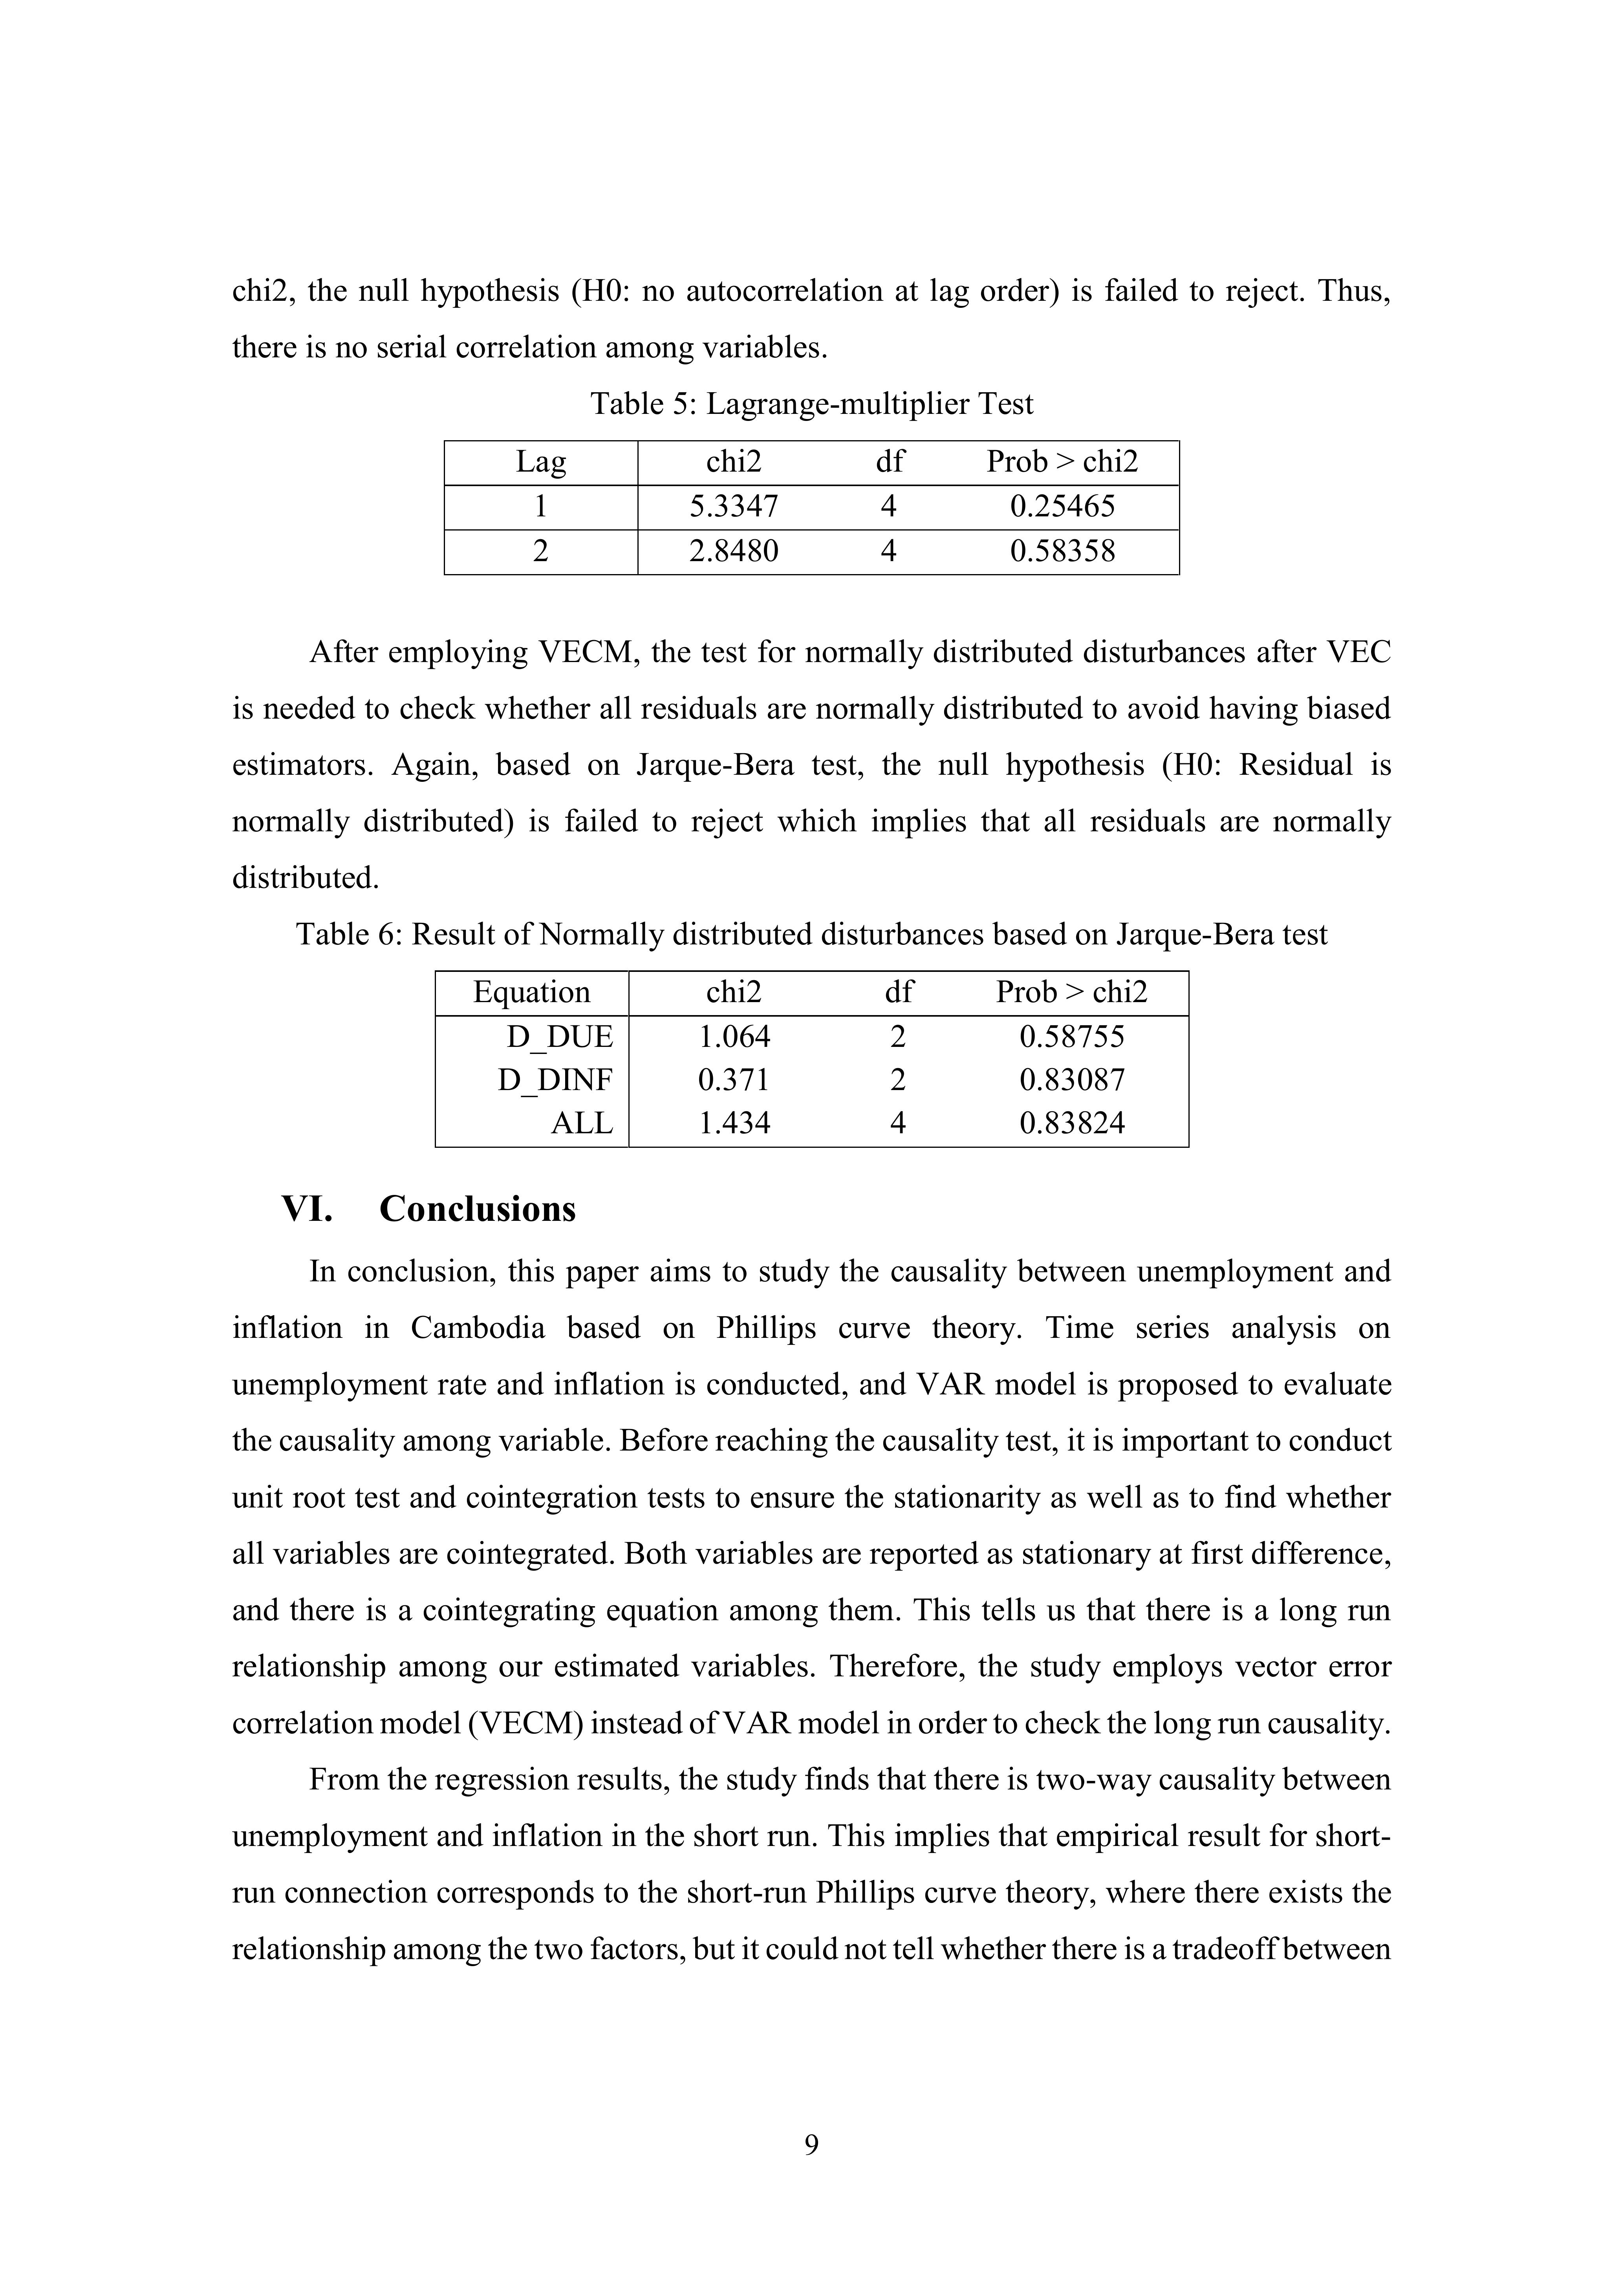 chi2, the null hypothesis (H0: no autocorrelation at lag order) is failed to reject. Thus,
there is no serial correlation among variables.
Table 5: Lagrange-multiplier Test
Lag chi2 df Prob > chi2
1 5.3347 4 0.25465
2 2.8480 4 0.58358
After employing VECM, the test for normally distributed disturbances after VEC
is needed to check whether all residuals are normally distributed to avoid having biased
estimators. Again, based on Jarque-Bera test, the null hypothesis (H0: Residual is
normally distributed) is failed to reject which implies that all residuals are normally
distributed.
Table 6: Result of Normally distributed disturbances based on Jarque-Bera test
Equation chi2 df Prob > chi2
D_DUE 1.064 2 0.58755
D_DINF 0.371 2 0.83087
ALL 1.434 4 0.83824
VI. Conclusions
In conclusion, this paper aims to study the causality between unemployment and
inflation in Cambodia based on Phillips curve theory. Time series analysis on
unemployment rate and inflation is conducted, and VAR model is proposed to evaluate
the causality among variable. Before reaching the causality test, it is important to conduct
unit root test and cointegration tests to ensure the stationarity as well as to find whether
all variables are cointegrated. Both variables are reported as stationary at first difference,
and there is a cointegrating equation among them. This tells us that there is a long run
relationship among our estimated variables. Therefore, the study employs vector error
correlation model (VECM) instead of VAR model in order to check the long run causality.
From the regression results, the study finds that there is two-way causality between
unemployment and inflation in the short run. This implies that empirical result for short-
run connection corresponds to the short-run Phillips curve theory, where there exists the
relationship among the two factors, but it could not tell whether there is a tradeoff between
9